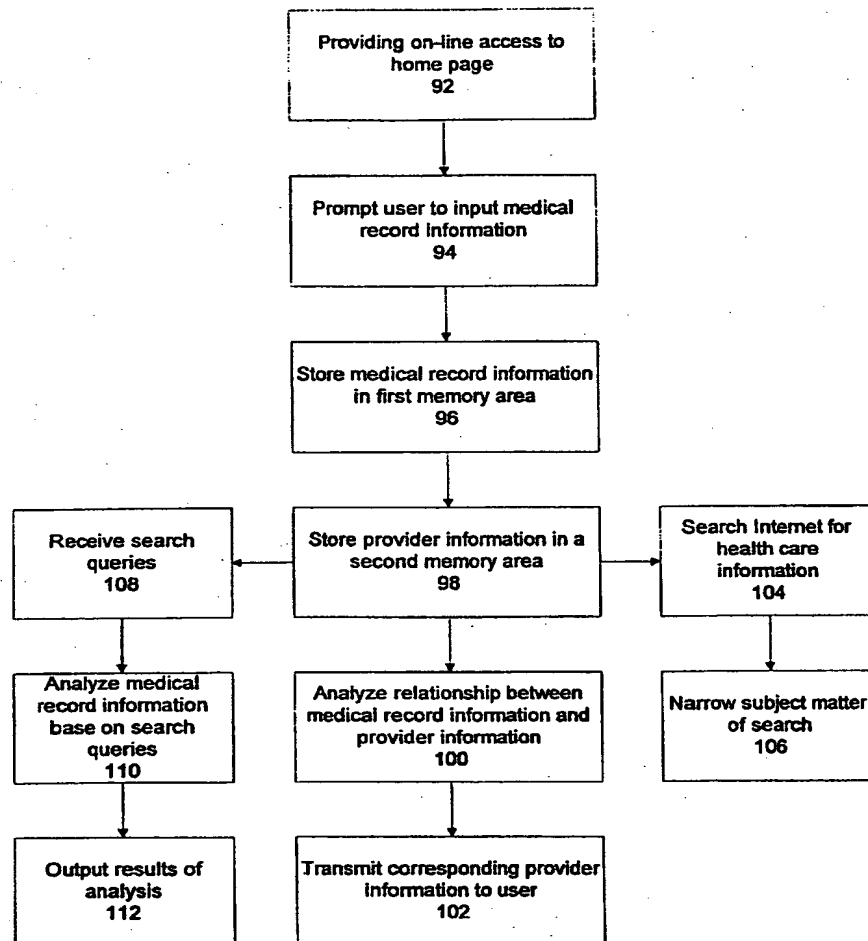 Providing on-line access to
home page
92
Prompt user to input medical
record information
94
Store medical record information
in first memory area
96
Receive search
queries
108
Store provider information in a
second memory area
98
Search Internet for
health care
information
104
Analyze medical
record information
base on search
queries
110
Analyze relationship between
medical record information and
provider information
100
Narrow subject matter
of search
106
Output results of
analysis
112
Transmit corresponding provider
information to user
102